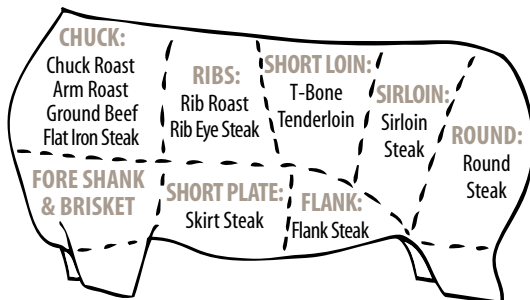 CHUCK:
Chuck Roast
Arm Roast
Ground Beef
Flat Iron Steak
RIBS:
Rib Roast
Rib Eye Steak
SHORT LOIN:
T-Bone
Tenderloin
SIRLOIN:
Sirloin
Steak
ROUND:
Round
Steak
FORE SHANK
& BRISKET
SHORT PLATE:
Skirt Steak
FLANK:
Flank Steak